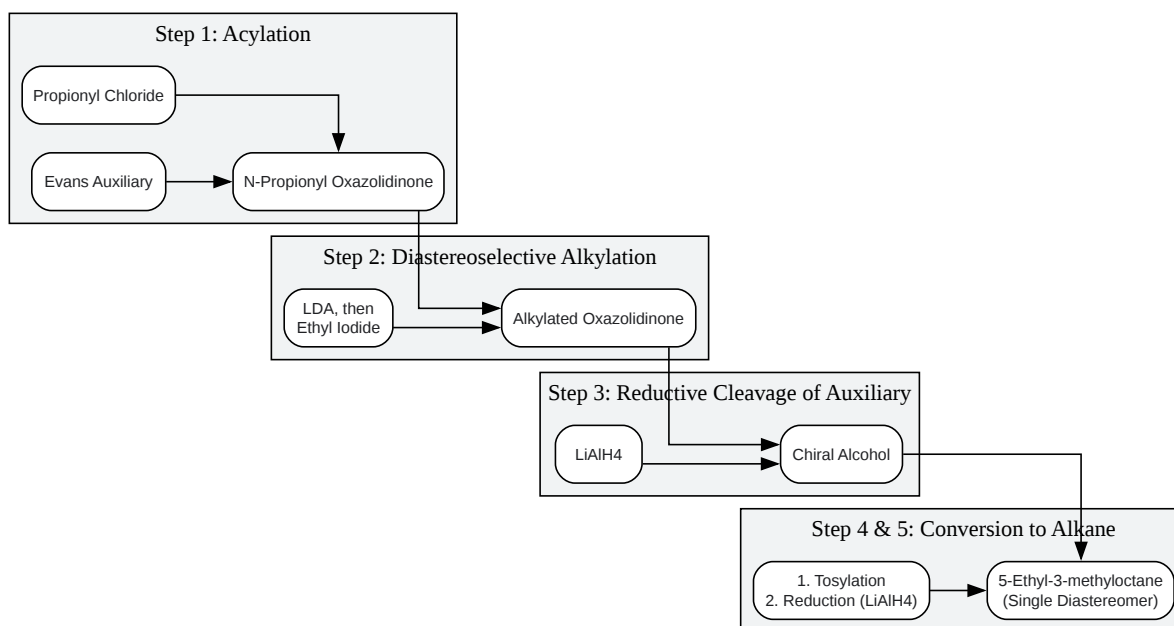 Step 1: Acylation
Propionyl Chloride
Evans Auxiliary
N-Propionyl Oxazolidinone
Step 2: Diastereoselective Alkylation
LDA, then
Ethyl Iodide
Alkylated Oxazolidinone
Step 3: Reductive Cleavage of Auxiliary
LiAlH4
Chiral Alcohol
Step 4 & 5: Conversion to Alkane
1. Tosylation
2. Reduction (LiAlH4)
5-Ethyl-3-methyloctane
(Single Diastereomer)